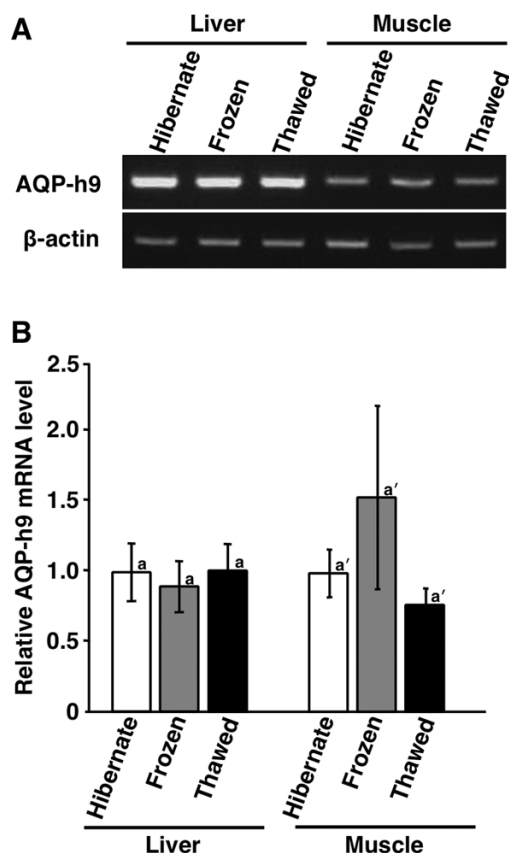 A
Liver Muscle
Hibernate Frozen Thawed Hibernate Frozen Thawed
AQP-h9
β-actin
B
Relative AQP-h9 mRNA level
2.5
2.0
1.5
1.0
0.5
0
a a a a′ a′ a′
Hibernate Frozen Thawed Hibernate Frozen Thawed
Liver Muscle